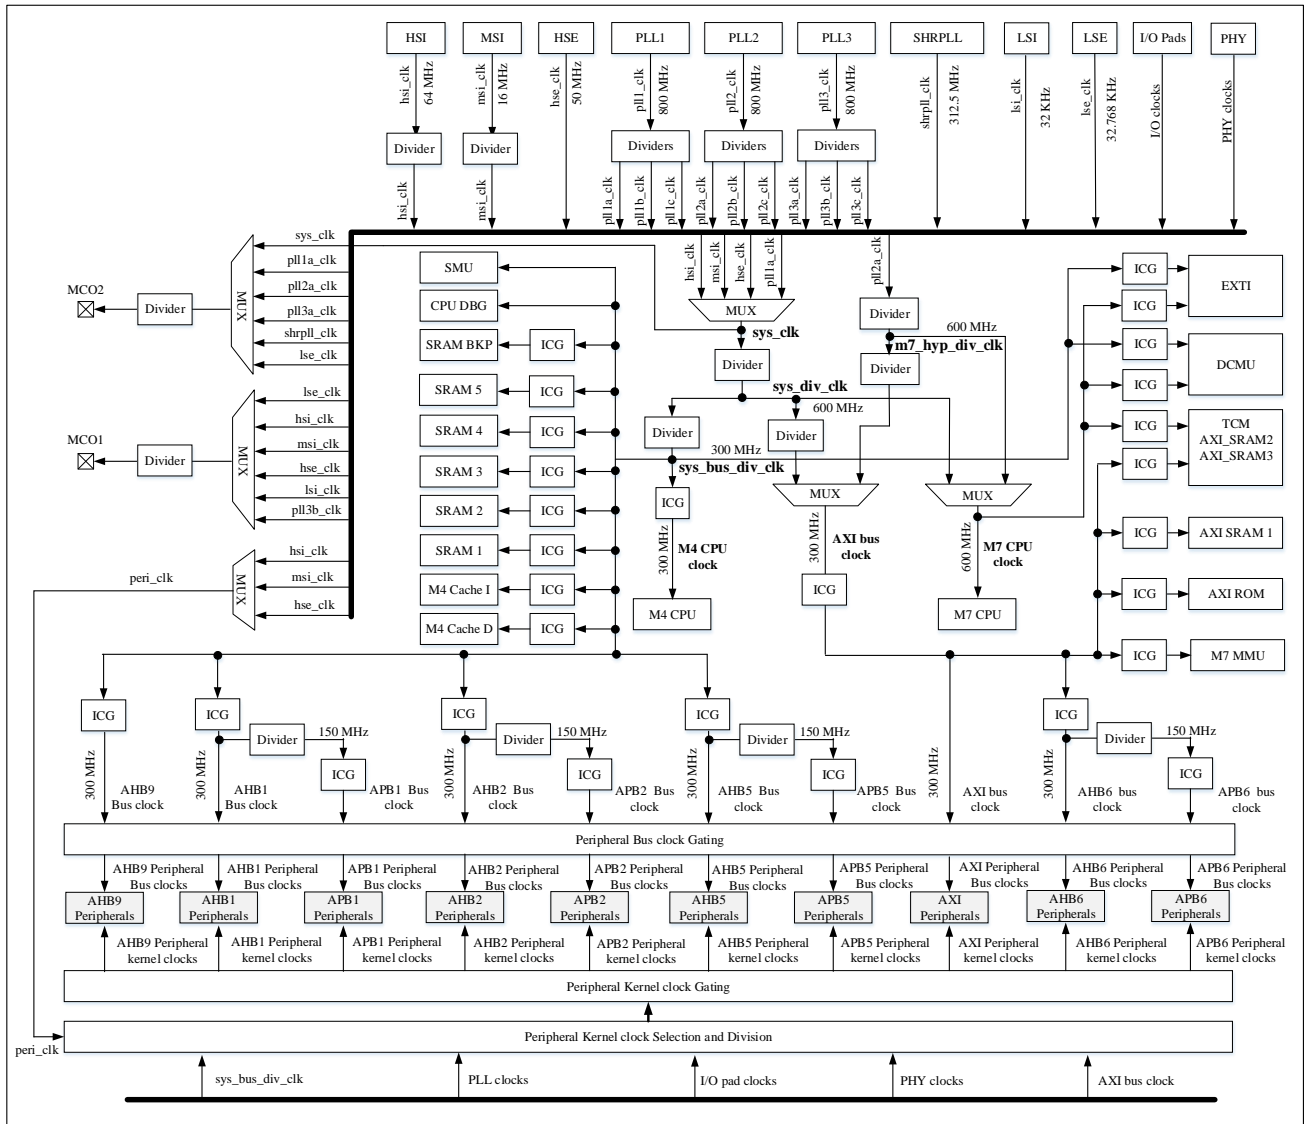 HSI
MSI
HSE
PLL1
PLL2
PLL3
SHRPLL
LSI
LSE
I/O Pads
PHY
hsi_clk
64 MHz
msi_clk
16 MHz
hse_clk
50 MHz
pll1_clk
800 MHz
pll2_clk
800 MHz
pll3_clk
800 MHz
shrpll_clk
312.5 MHz
lsi_clk
32 KHz
lse_clk
32.768 KHz
I/O clocks
PHY clocks
Divider
Divider
Dividers
Dividers
Dividers
hsi_clk
msi_clk
pll1a_clk
pll1b_clk
pll1c_clk
pll2a_clk
pll2b_clk
pll2c_clk
pll3a_clk
pll3b_clk
pll3c_clk
sys_clk
pll1a_clk
pll2a_clk
pll3a_clk
shrpll_clk
lse_clk
MUX
Divider
MCO2
lse_clk
hsi_clk
msi_clk
hse_clk
lsi_clk
pll3b_clk
MUX
Divider
MCO1
hsi_clk
msi_clk
hse_clk
MUX
peri_clk
SMU
CPU DBG
SRAM BKP
ICG
SRAM 5
ICG
SRAM 4
ICG
SRAM 3
ICG
SRAM 2
ICG
SRAM 1
ICG
M4 Cache I
ICG
M4 Cache D
ICG
hsi_clk
msi_clk
hse_clk
pll1a_clk
MUX
sys_clk
Divider
sys_div_clk
600 MHz
Divider
Divider
300 MHz
sys_bus_div_clk
ICG
300 MHz
M4 CPU
clock
M4 CPU
pll2a_clk
Divider
600 MHz
m7_hyp_div_clk
Divider
MUX
300 MHz
AXI bus
clock
ICG
MUX
600 MHz
M7 CPU
clock
M7 CPU
ICG
ICG
EXTI
ICG
ICG
DCMU
ICG
ICG
TCM
AXI_SRAM2
AXI_SRAM3
ICG
AXI SRAM 1
ICG
AXI ROM
ICG
M7 MMU
ICG
300 MHz
AHB9
Bus clock
ICG
300 MHz
AHB1
Bus clock
Divider
150 MHz
ICG
APB1 Bus
clock
ICG
300 MHz
AHB2 Bus
clock
Divider
150 MHz
ICG
APB2 Bus
clock
ICG
300 MHz
AHB5 Bus
clock
Divider
150 MHz
ICG
APB5 Bus
clock
300 MHz
AXI bus
clock
ICG
300 MHz
AHB6 bus
clock
Divider
150 MHz
ICG
APB6 bus
clock
Peripheral Bus clock Gating
AHB9 Peripheral
Bus clocks
AHB1 Peripheral
Bus clocks
APB1 Peripheral
Bus clocks
AHB2 Peripheral
Bus clocks
APB2 Peripheral
Bus clocks
AHB5 Peripheral
Bus clocks
APB5 Peripheral
Bus clocks
AXI Peripheral
Bus clocks
AHB6 Peripheral
Bus clocks
APB6 Peripheral
Bus clocks
AHB9
Peripherals
AHB1
Peripherals
APB1
Peripherals
AHB2
Peripherals
APB2
Peripherals
AHB5
Peripherals
APB5
Peripherals
AXI
Peripherals
AHB6
Peripherals
APB6
Peripherals
AHB9 Peripheral
kernel clocks
AHB1 Peripheral
kernel clocks
APB1 Peripheral
kernel clocks
AHB2 Peripheral
kernel clocks
APB2 Peripheral
kernel clocks
AHB5 Peripheral
kernel clocks
APB5 Peripheral
kernel clocks
AXI Peripheral
kernel clocks
AHB6 Peripheral
kernel clocks
APB6 Peripheral
kernel clocks
Peripheral Kernel clock Gating
Peripheral Kernel clock Selection and Division
peri_clk
sys_bus_div_clk
PLL clocks
I/O pad clocks
PHY clocks
AXI bus clock